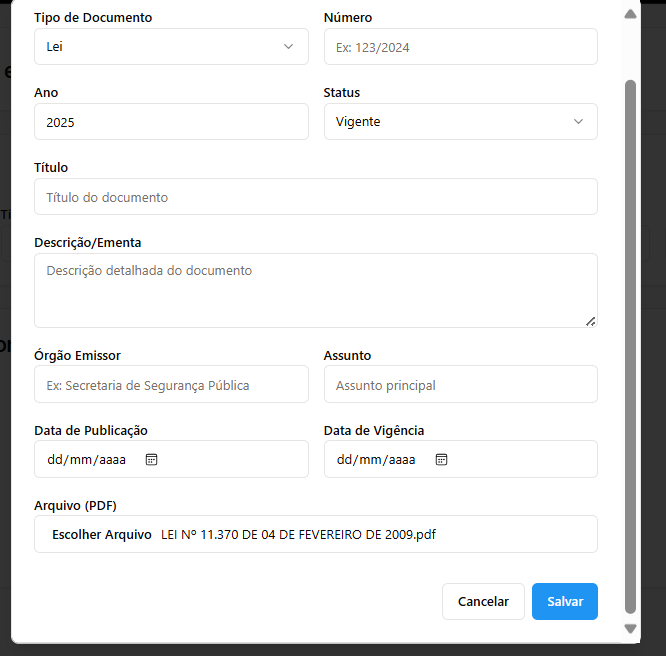 Tipo de Documento Número
Lei Ex: 123/2024
Ano Status
2025 Vigente
Título
Título do documento
Descrição/Ementa
Descrição detalhada do documento
Órgão Emissor Assunto
Ex: Secretaria de Segurança Pública Assunto principal
Data de Publicação Data de Vigência
dd/mm/aaaa dd/mm/aaaa
Arquivo (PDF)
Escolher Arquivo LEI Nº 11.370 DE 04 DE FEVEREIRO DE 2009.pdf
Cancelar Salvar